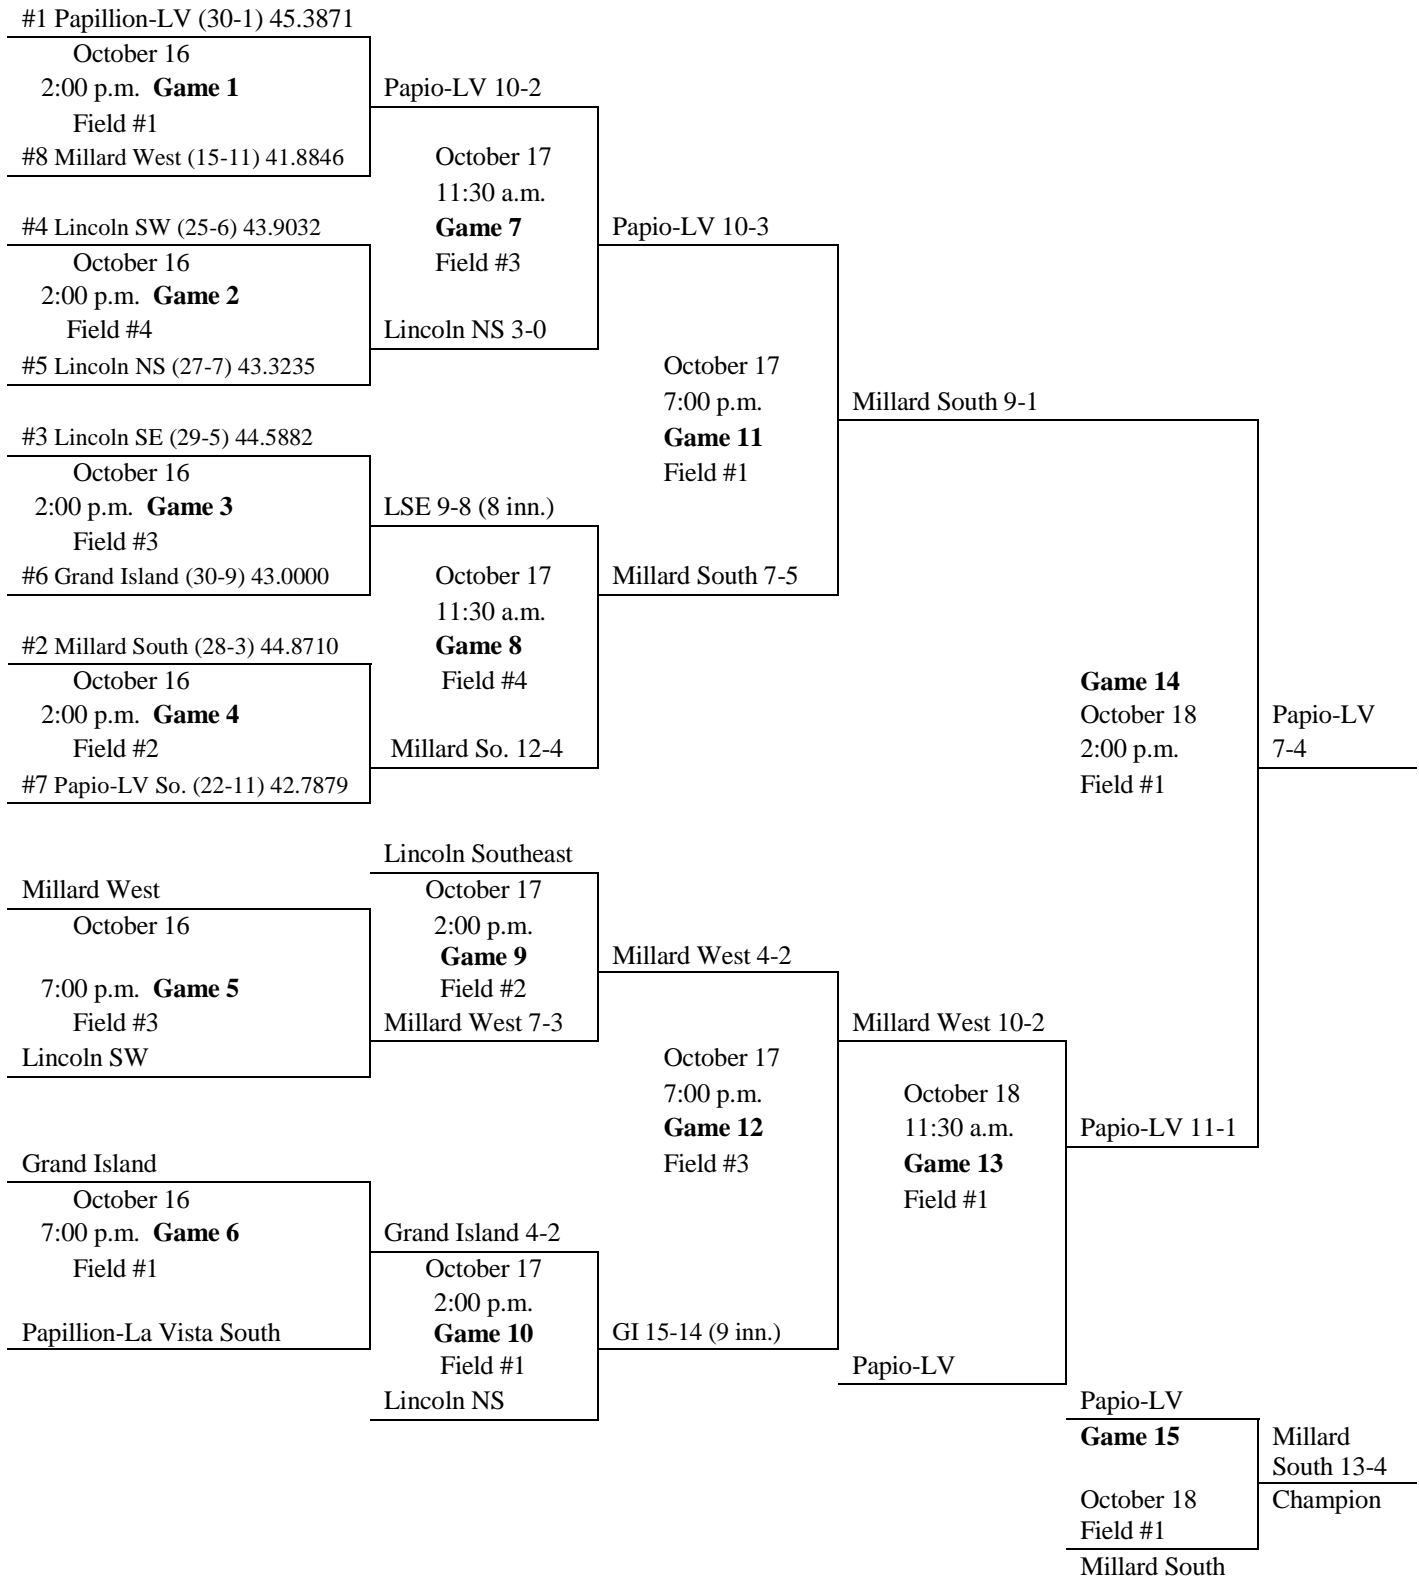 #1 Papillion-LV (30-1) 45.3871
October 16
2:00 p.m. Game 1
Field #1
#8 Millard West (15-11) 41.8846
Papio-LV 10-2
October 17
11:30 a.m.
Game 7
Field #3
Lincoln NS 3-0
#4 Lincoln SW (25-6) 43.9032
October 16
2:00 p.m. Game 2
Field #4
#5 Lincoln NS (27-7) 43.3235
Papio-LV 10-3
October 17
7:00 p.m.
Game 11
Field #1
Millard South 7-5
#3 Lincoln SE (29-5) 44.5882
October 16
2:00 p.m. Game 3
Field #3
#6 Grand Island (30-9) 43.0000
LSE 9-8 (8 inn.)
October 17
11:30 a.m.
Game 8
Field #4
Millard So. 12-4
#2 Millard South (28-3) 44.8710
October 16
2:00 p.m. Game 4
Field #2
#7 Papio-LV So. (22-11) 42.7879
Millard South 9-1
Game 14
October 18
2:00 p.m.
Field #1
Papio-LV
7-4
Millard West
October 16
7:00 p.m. Game 5
Field #3
Lincoln SW
Lincoln Southeast
October 17
2:00 p.m.
Game 9
Field #2
Millard West 7-3
Millard West 4-2
October 17
7:00 p.m.
Game 12
Field #3
GI 15-14 (9 inn.)
Grand Island
October 16
7:00 p.m. Game 6
Field #1
Papillion-La Vista South
Grand Island 4-2
October 17
2:00 p.m.
Game 10
Field #1
Lincoln NS
Millard West 10-2
October 18
11:30 a.m.
Game 13
Field #1
Papio-LV
Papio-LV 11-1
Papio-LV
Game 15
October 18
Field #1
Millard South
Millard
South 13-4
Champion